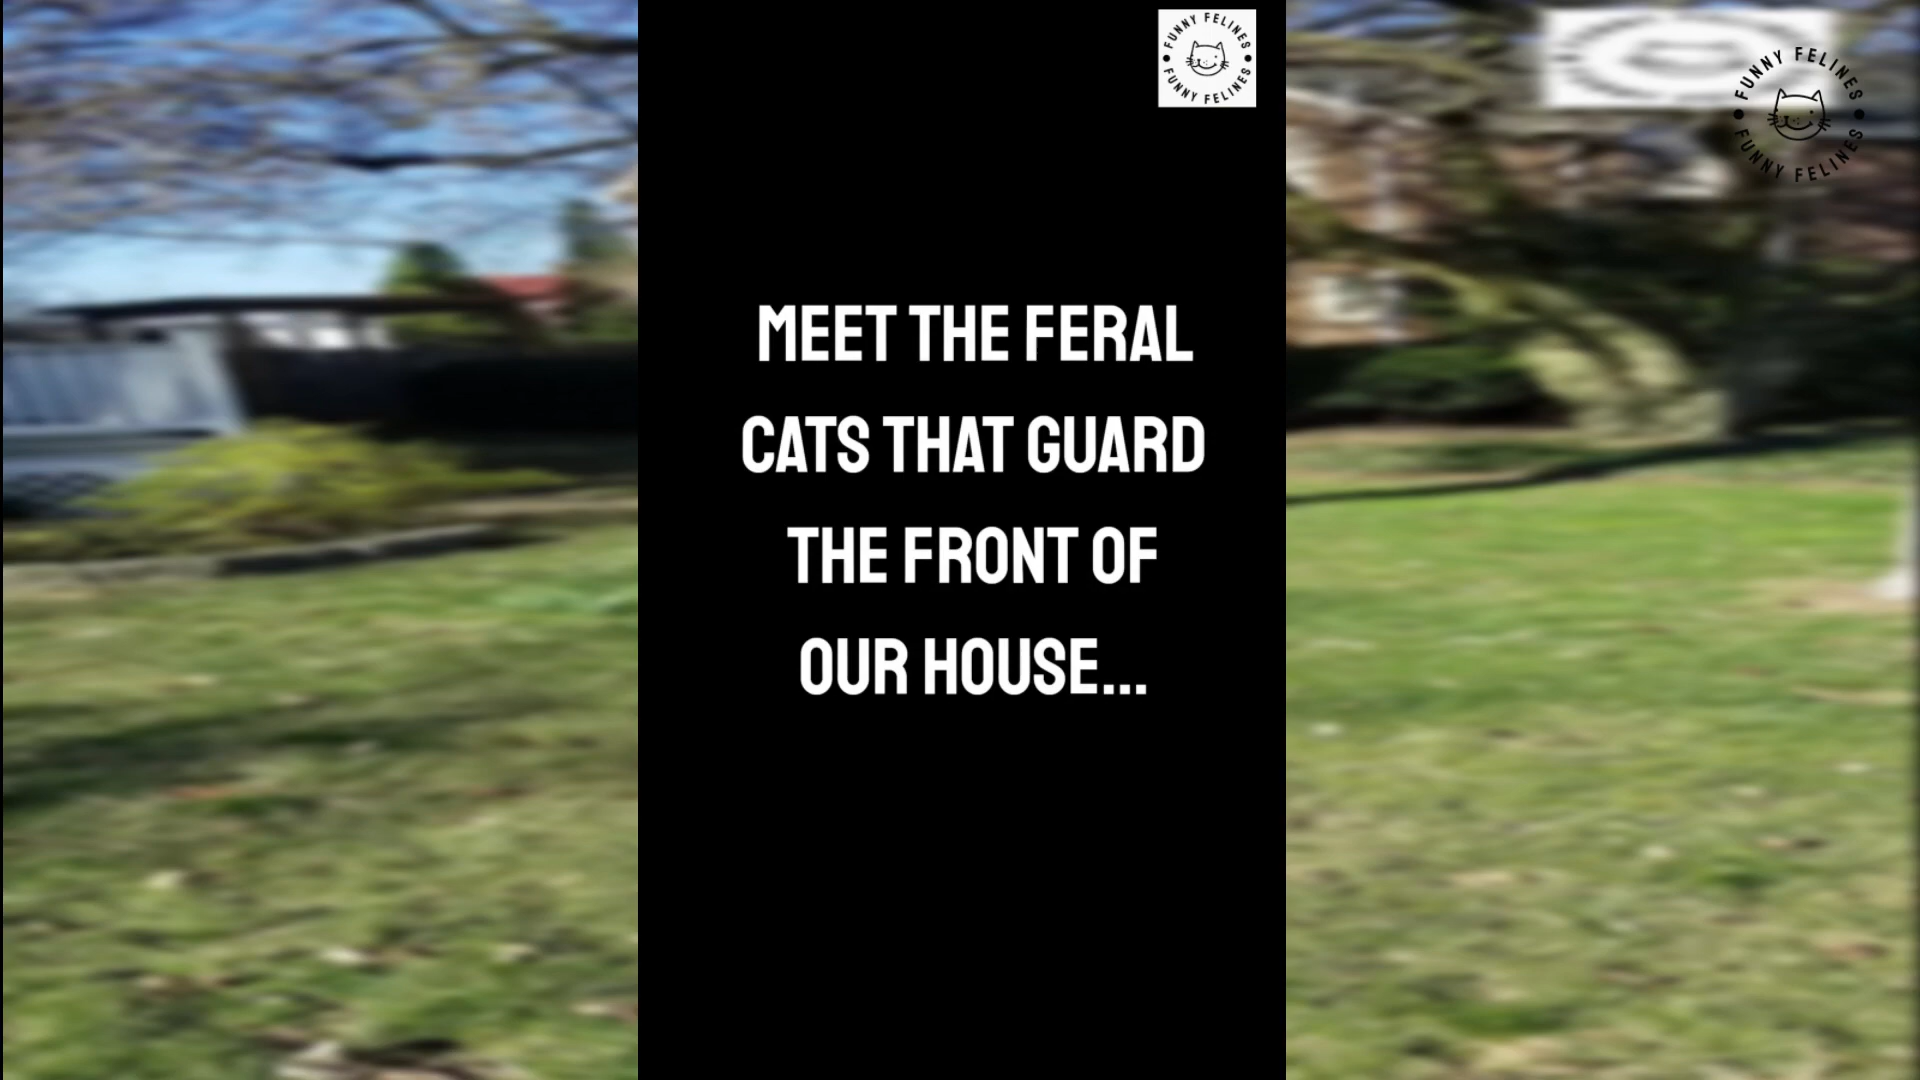 FUNNY FELINES
FUNNY FELINES
FUNNY FELINES
FUNNY FELINES
MEET THE FERAL
CATS THAT GUARD
THE FRONT OF
OUR HOUSE...